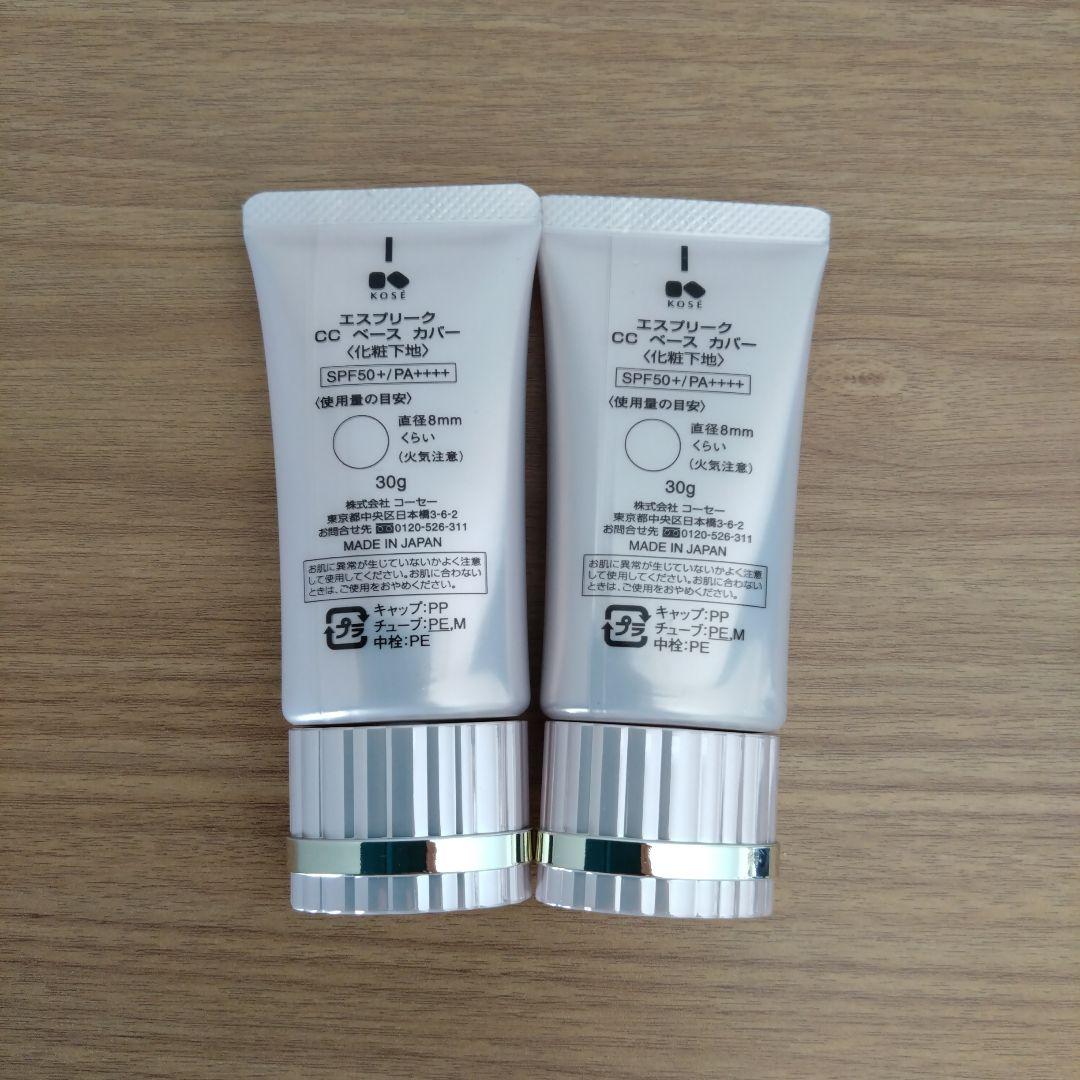 KOSÉ
エスプリーク
CC ベース カバー
〈化粧下地〉
SPF50+/PA++++
〈使用量の目安〉
直径8mm
くらい
(火気注意)
30g
株式会社 コーセー
東京都中央区日本橋3-6-2
お問合せ先 0120-526-311
MADE IN JAPAN
お肌に異常が生じていないかよく注意
して使用してください。お肌に合わない
ときは、ご使用をおやめください。
プラ
キャップ:PP
チューブ:PE,M
中栓:PE
KOSÉ
エスプリーク
CC ベース カバー
〈化粧下地〉
SPF50+/PA++++
〈使用量の目安〉
直径8mm
くらい
(火気注意)
30g
株式会社 コーセー
東京都中央区日本橋3-6-2
お問合せ先 0120-526-311
MADE IN JAPAN
お肌に異常が生じていないかよく注意
して使用してください。お肌に合わない
ときは、ご使用をおやめください。
プラ
キャップ:PP
チューブ:PE,M
中栓:PE